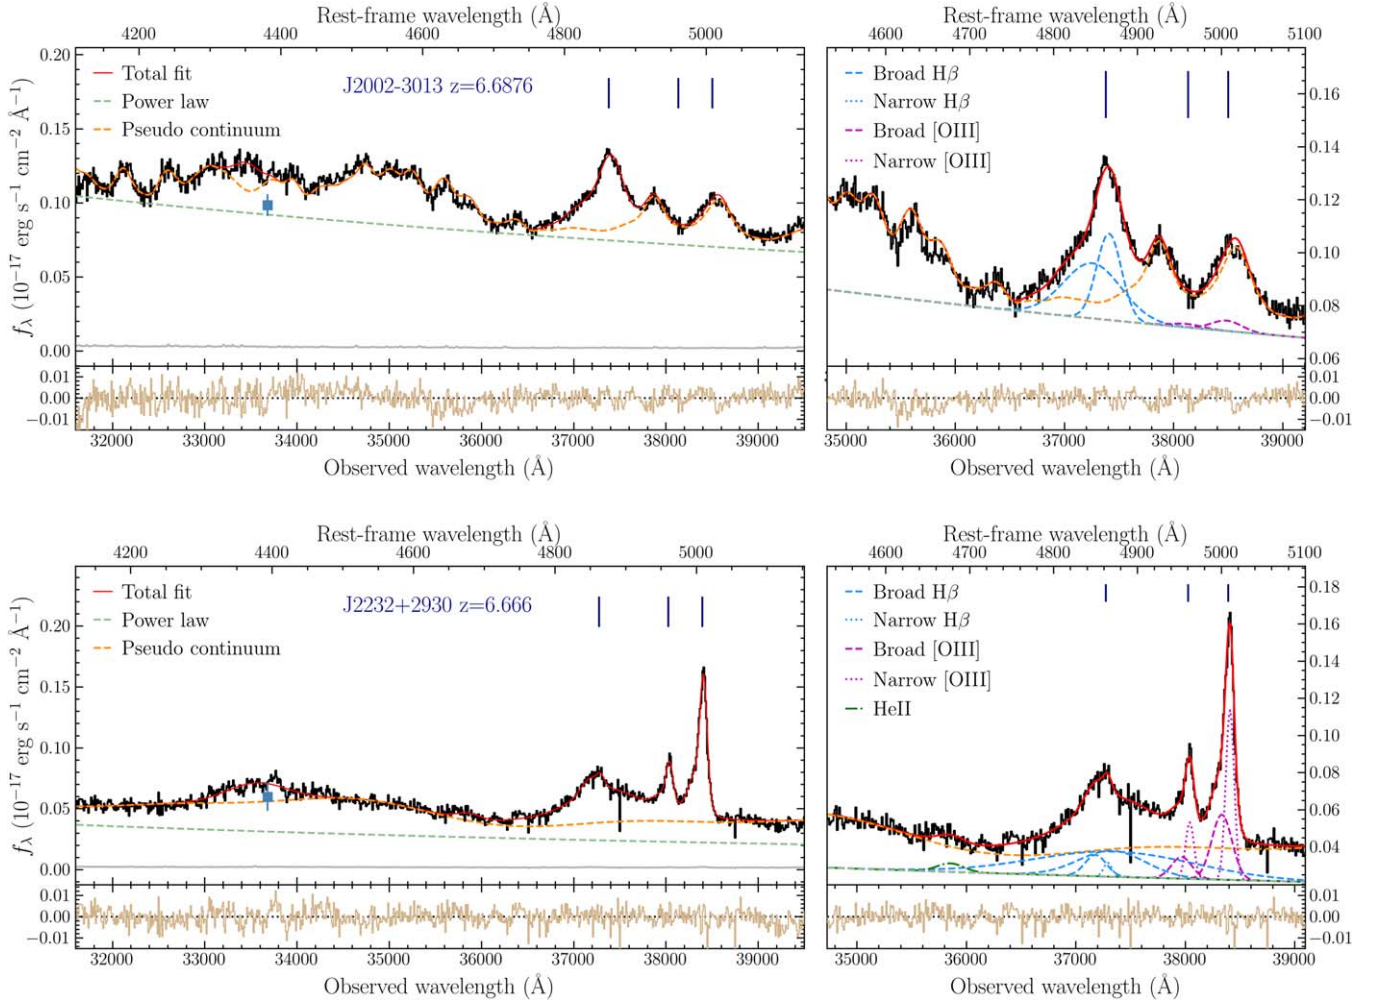 Rest-frame wavelength (Å)
4200 4400 4600 4800 5000
0.20
0.15
0.10
0.05
0.00
f_λ (10⁻¹⁷ erg s⁻¹ cm⁻² Å⁻¹)
Total fit
Power law
Pseudo continuum
J2002-3013 z=6.6876
0.01
0.00
−0.01
32000 33000 34000 35000 36000 37000 38000 39000
Observed wavelength (Å)
Rest-frame wavelength (Å)
4600 4700 4800 4900 5000 5100
Broad Hβ
Narrow Hβ
Broad [OIII]
Narrow [OIII]
0.16
0.14
0.12
0.10
0.08
0.06
0.01
0.00
−0.01
35000 36000 37000 38000 39000
Observed wavelength (Å)
Rest-frame wavelength (Å)
4200 4400 4600 4800 5000
0.20
0.15
0.10
0.05
0.00
f_λ (10⁻¹⁷ erg s⁻¹ cm⁻² Å⁻¹)
Total fit
Power law
Pseudo continuum
J2232+2930 z=6.666
0.01
0.00
−0.01
32000 33000 34000 35000 36000 37000 38000 39000
Observed wavelength (Å)
Rest-frame wavelength (Å)
4600 4700 4800 4900 5000 5100
Broad Hβ
Narrow Hβ
Broad [OIII]
Narrow [OIII]
HeII
0.18
0.16
0.14
0.12
0.10
0.08
0.06
0.04
0.01
0.00
−0.01
35000 36000 37000 38000 39000
Observed wavelength (Å)